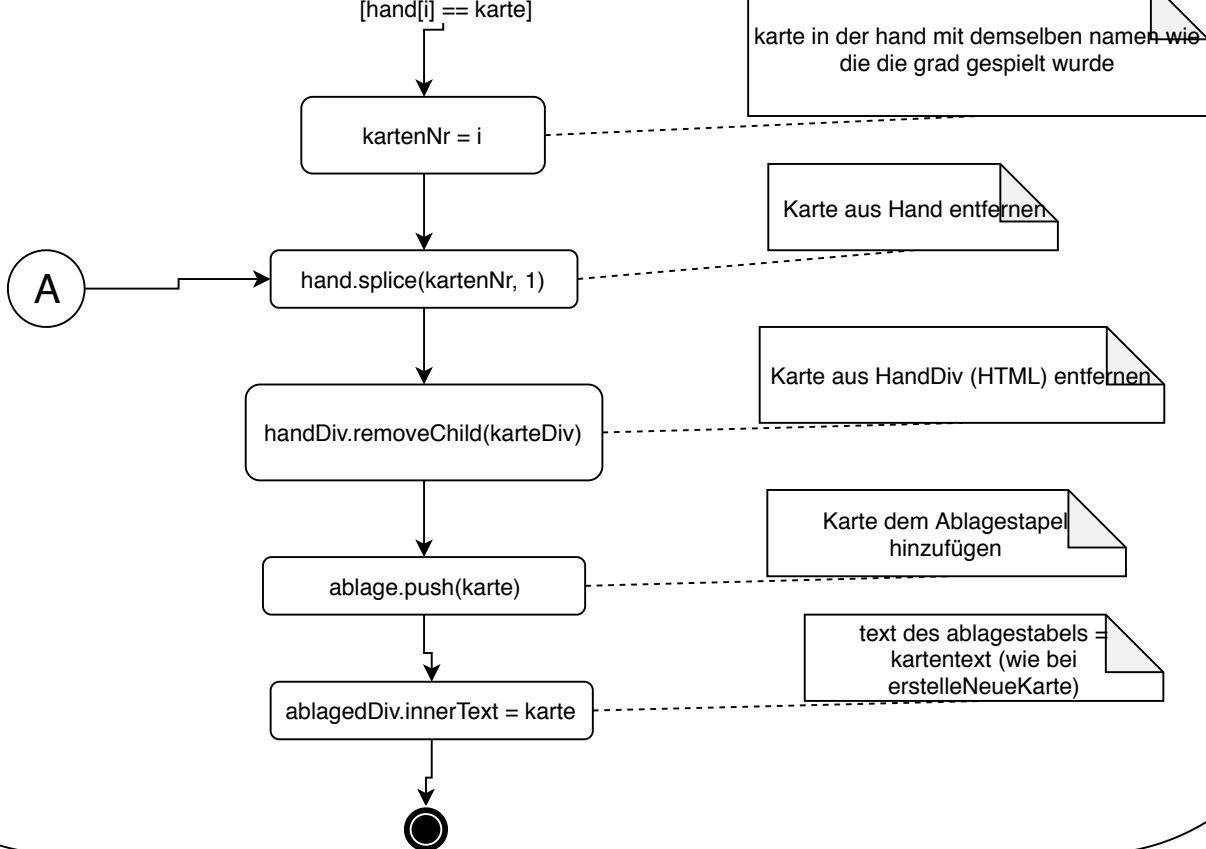 [hand[i] == karte]
karte in der hand mit demselben namen wie
die die grad gespielt wurde
kartenNr = i
Karte aus Hand entfernen
A
hand.splice(kartenNr, 1)
Karte aus HandDiv (HTML) entfernen
handDiv.removeChild(karteDiv)
Karte dem Ablagestapel
hinzufügen
ablage.push(karte)
text des ablagestabels =
kartentext (wie bei
erstelleNeueKarte)
ablagedDiv.innerText = karte